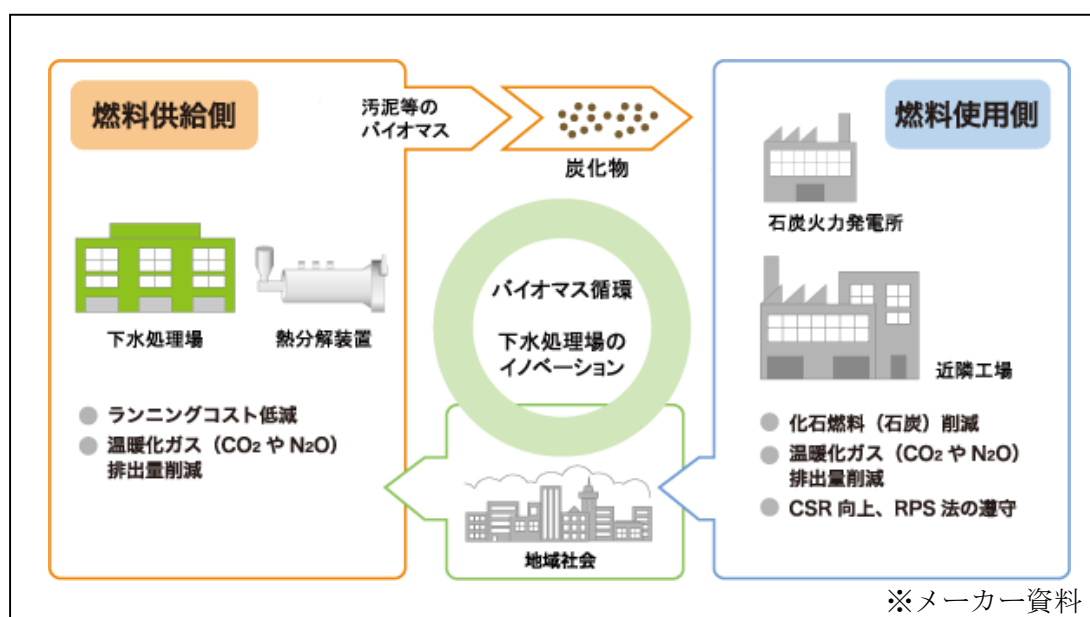 燃料供給側
汚泥等の
バイオマス
炭化物
燃料使用側
石炭火力発電所
下水処理場
熱分解装置
バイオマス循環
下水処理場の
イノベーション
近隣工場
ランニングコスト低減
温暖化ガス（CO2 や N2O）
排出量削減
化石燃料（石炭）削減
温暖化ガス（CO2 や N2O）
排出量削減
CSR 向上、RPS 法の遵守
地域社会
※メーカー資料